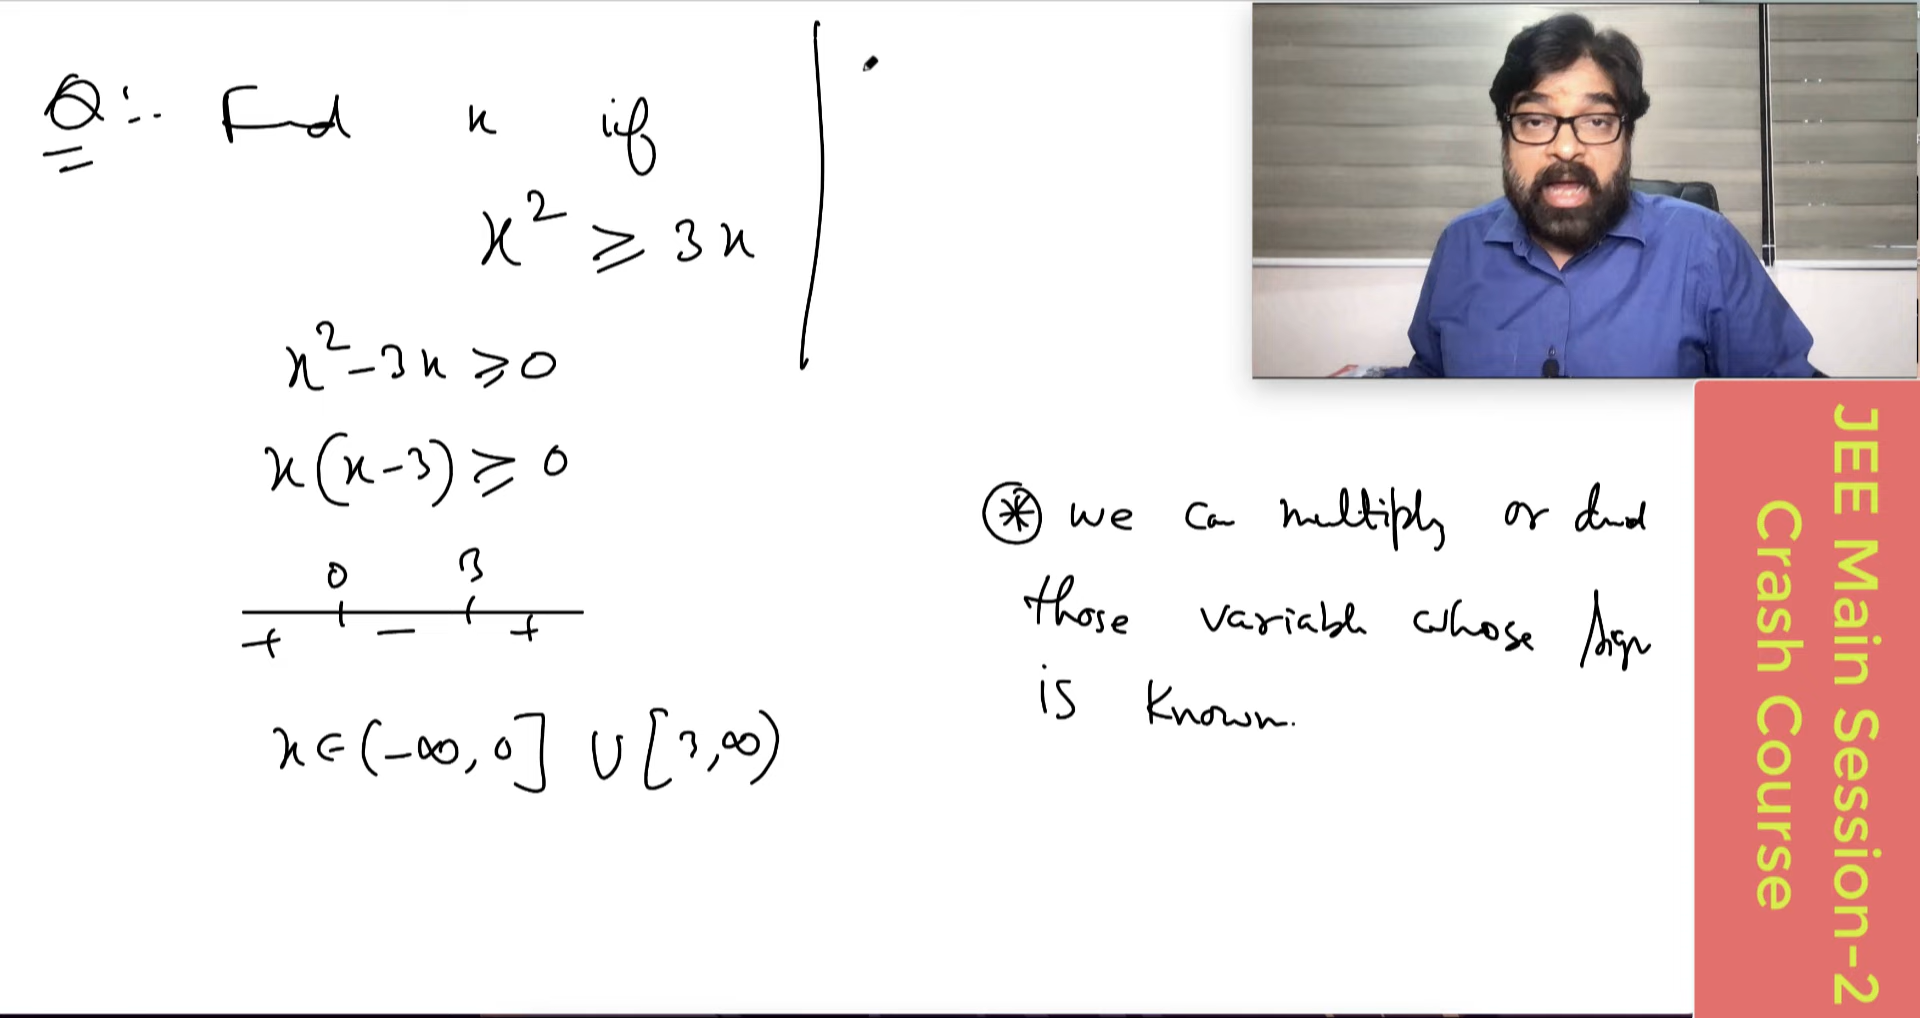 Q:- Find x if
x² ≥ 3x
x² - 3x ≥ 0
x(x-3) ≥ 0
0 3
+ - +
x ∈ (-∞, 0] ∪ [3, ∞)
* we can multiply or divid
those variable whose sign
is known.
JEE Main Session-2
Crash Course